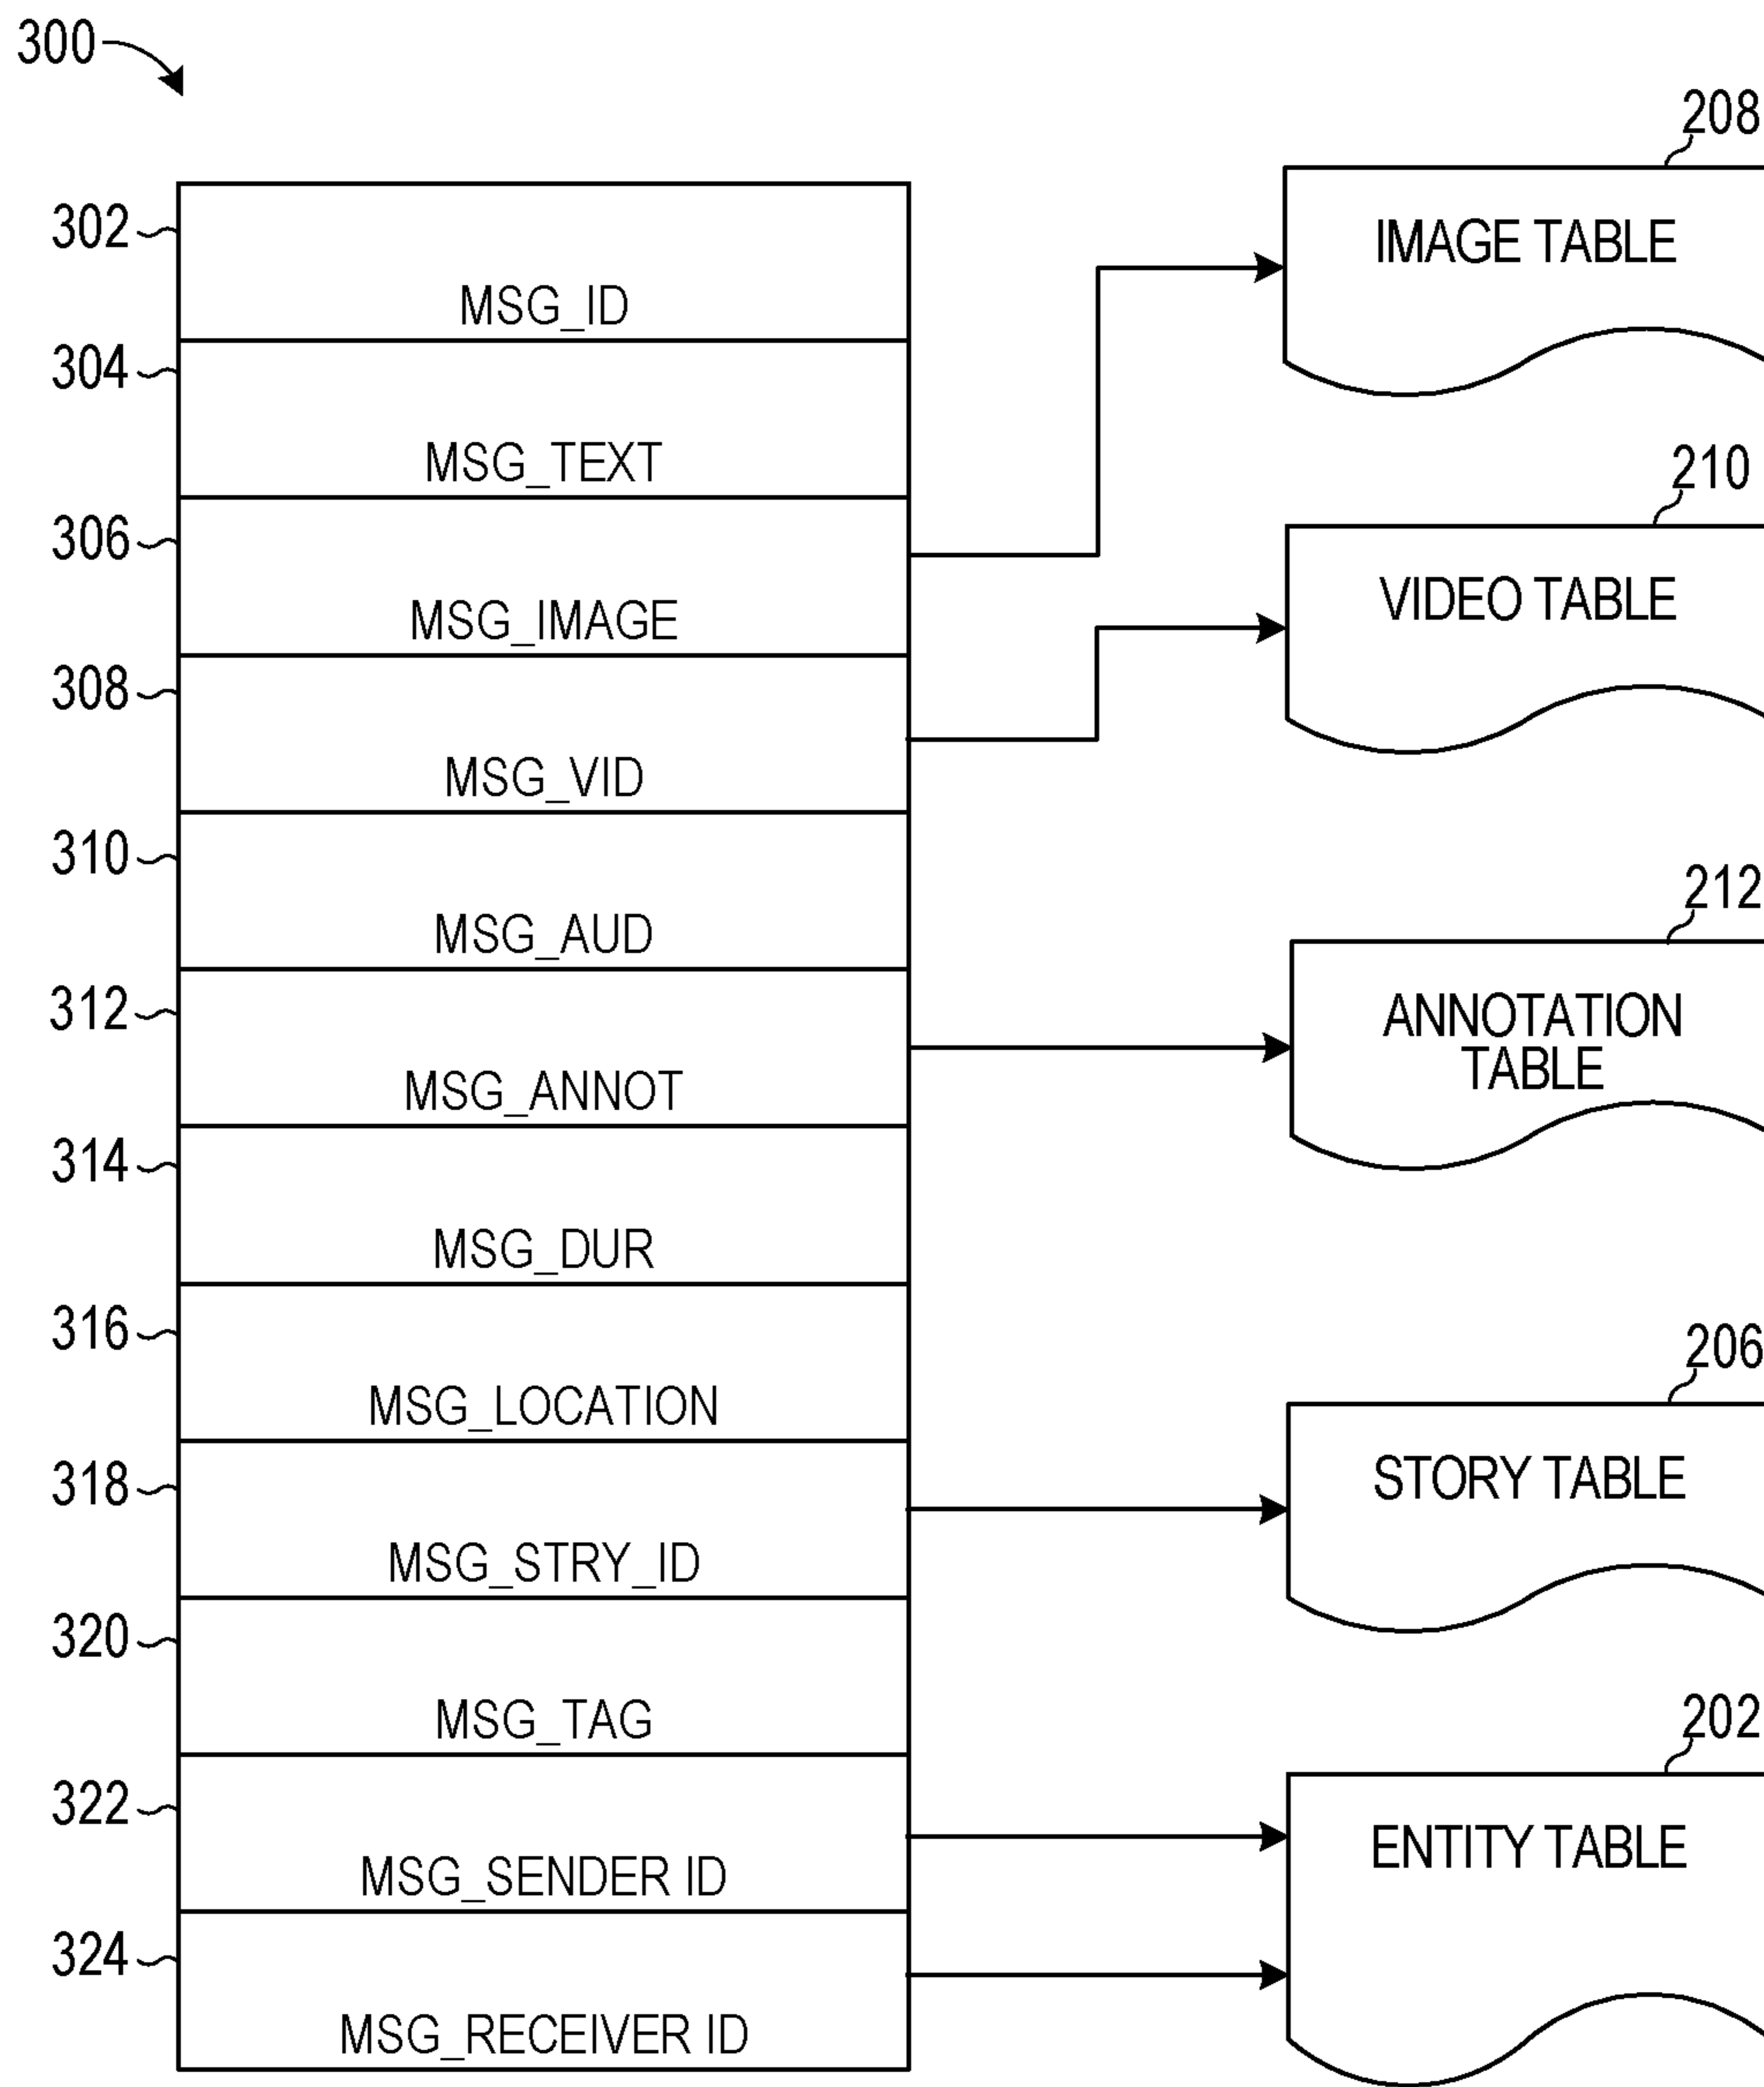 300
208
302
IMAGE TABLE
MSG_ID
304
MSG_TEXT
210
306
VIDEO TABLE
MSG_IMAGE
308
MSG_VID
310
212
MSG_AUD
312
ANNOTATION
TABLE
MSG_ANNOT
314
MSG_DUR
316
206
MSG_LOCATION
318
STORY TABLE
MSG_STRY_ID
320
202
MSG_TAG
322
ENTITY TABLE
MSG_SENDER ID
324
MSG_RECEIVER ID